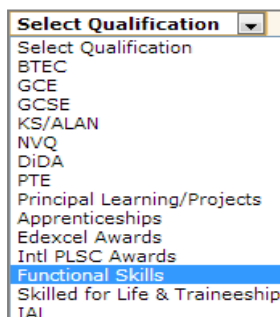 Select Qualification
Select Qualification
BTEC
GCE
GCSE
KS/ALAN
NVQ
DiDA
PTE
Principal Learning/Projects
Apprenticeships
Edexcel Awards
Intl PLSC Awards
Functional Skills
Skilled for Life & Traineeship
IAL